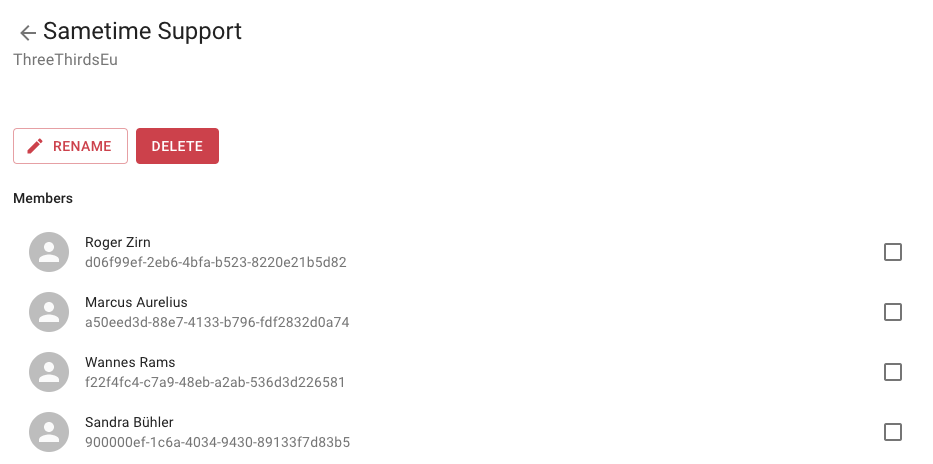 Sametime Support
ThreeThirdsEu
RENAME
DELETE
Members
Roger Zirn
d06f99ef-2eb6-4bfa-b523-8220e21b5d82
Marcus Aurelius
a50eed3d-88e7-4133-b796-fdf2832d0a74
Wannes Rams
f22f4fc4-c7a9-48eb-a2ab-536d3d226581
Sandra Bühler
900000ef-1c6a-4034-9430-89133f7d83b5